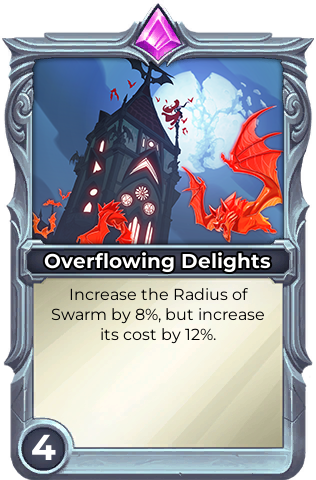 Overflowing Delights
Increase the Radius of
Swarm by 8%, but increase
its cost by 12%.
4